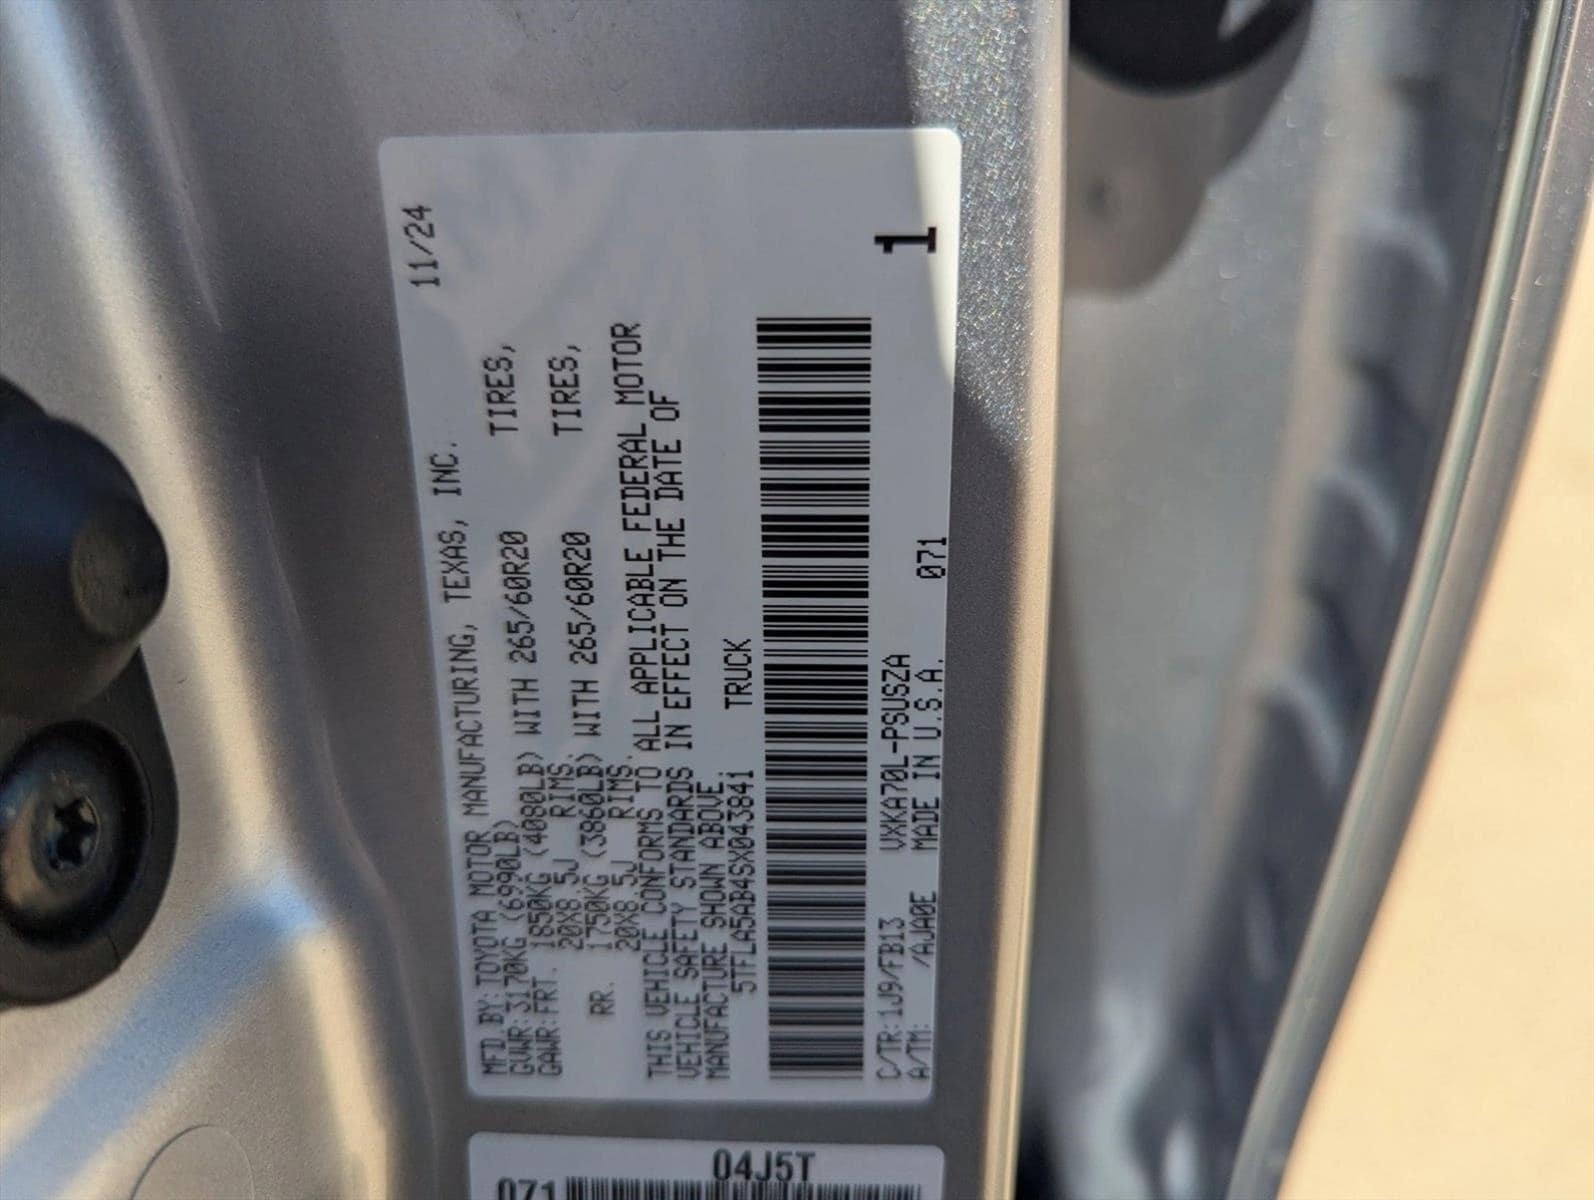 MFD BY: TOYOTA MOTOR MANUFACTURING, TEXAS, INC. 11/24
GVWR: 3170KG (6990LB)
GAWR: FRT. 1850KG (4080LB) WITH 265/60R20 TIRES,
20X8.5J RIMS.
RR. 1750KG (3860LB) WITH 265/60R20 TIRES,
20X8.5J RIMS.
THIS VEHICLE CONFORMS TO ALL APPLICABLE FEDERAL MOTOR
VEHICLE SAFETY STANDARDS IN EFFECT ON THE DATE OF
MANUFACTURE SHOWN ABOVE.
5TFLA5AB4SX043841 TRUCK
C/TR: 1J9/FB13 VXKA70L-PSUSZA
A/TM: /AJA0E MADE IN U.S.A. 071
1
04J5T
071